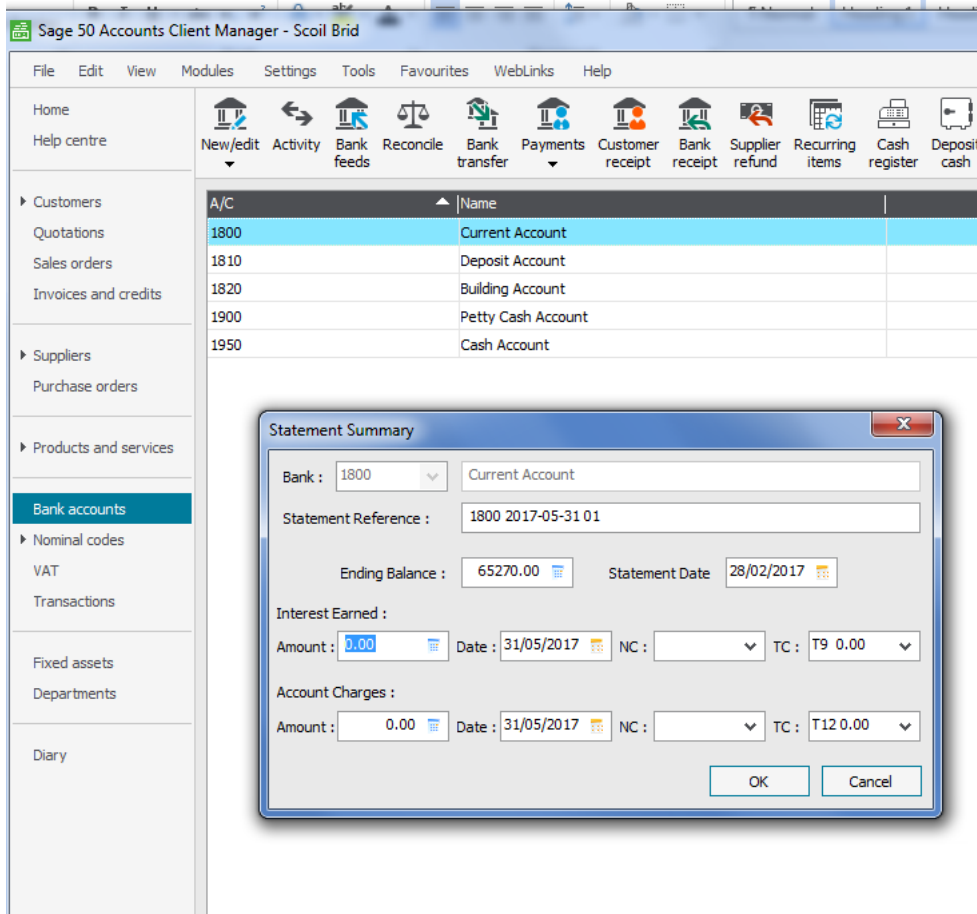 Sage 50 Accounts Client Manager - Scoil Brid
File Edit View Modules Settings Tools Favourites WebLinks Help
Home
Help centre
New/edit Activity Bank feeds Reconcile Bank transfer Payments Customer receipt Bank receipt Supplier refund Recurring items Cash register Deposit cash
Customers
Quotations
Sales orders
Invoices and credits
Suppliers
Purchase orders
Products and services
Bank accounts
Nominal codes
VAT
Transactions
Fixed assets
Departments
Diary
A/C Name
1800 Current Account
1810 Deposit Account
1820 Building Account
1900 Petty Cash Account
1950 Cash Account
Statement Summary
Bank : 1800 Current Account
Statement Reference : 1800 2017-05-31 01
Ending Balance : 65270.00 Statement Date 28/02/2017
Interest Earned :
Amount : 0.00 Date : 31/05/2017 NC : TC : T9 0.00
Account Charges :
Amount : 0.00 Date : 31/05/2017 NC : TC : T12 0.00
OK Cancel